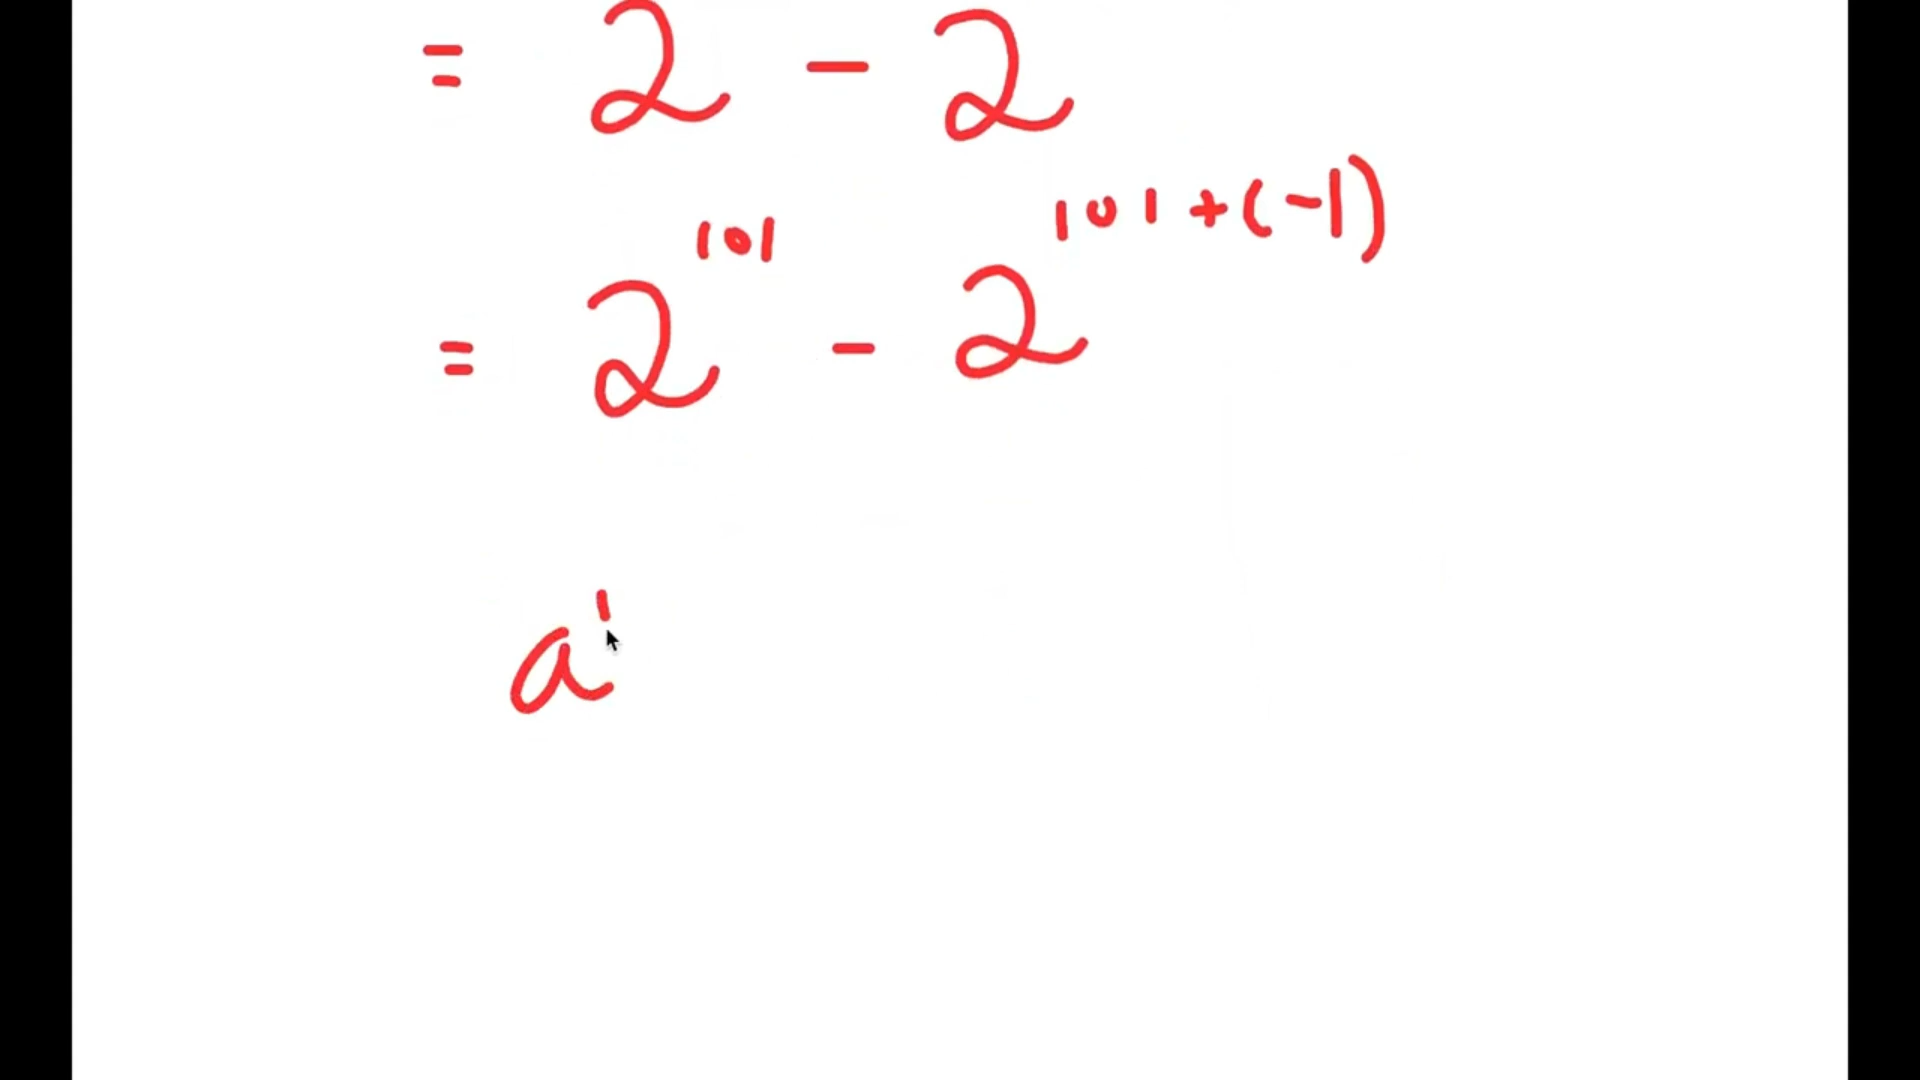 = 2 - 2
= 2^101 - 2^101+(-1)
a^1